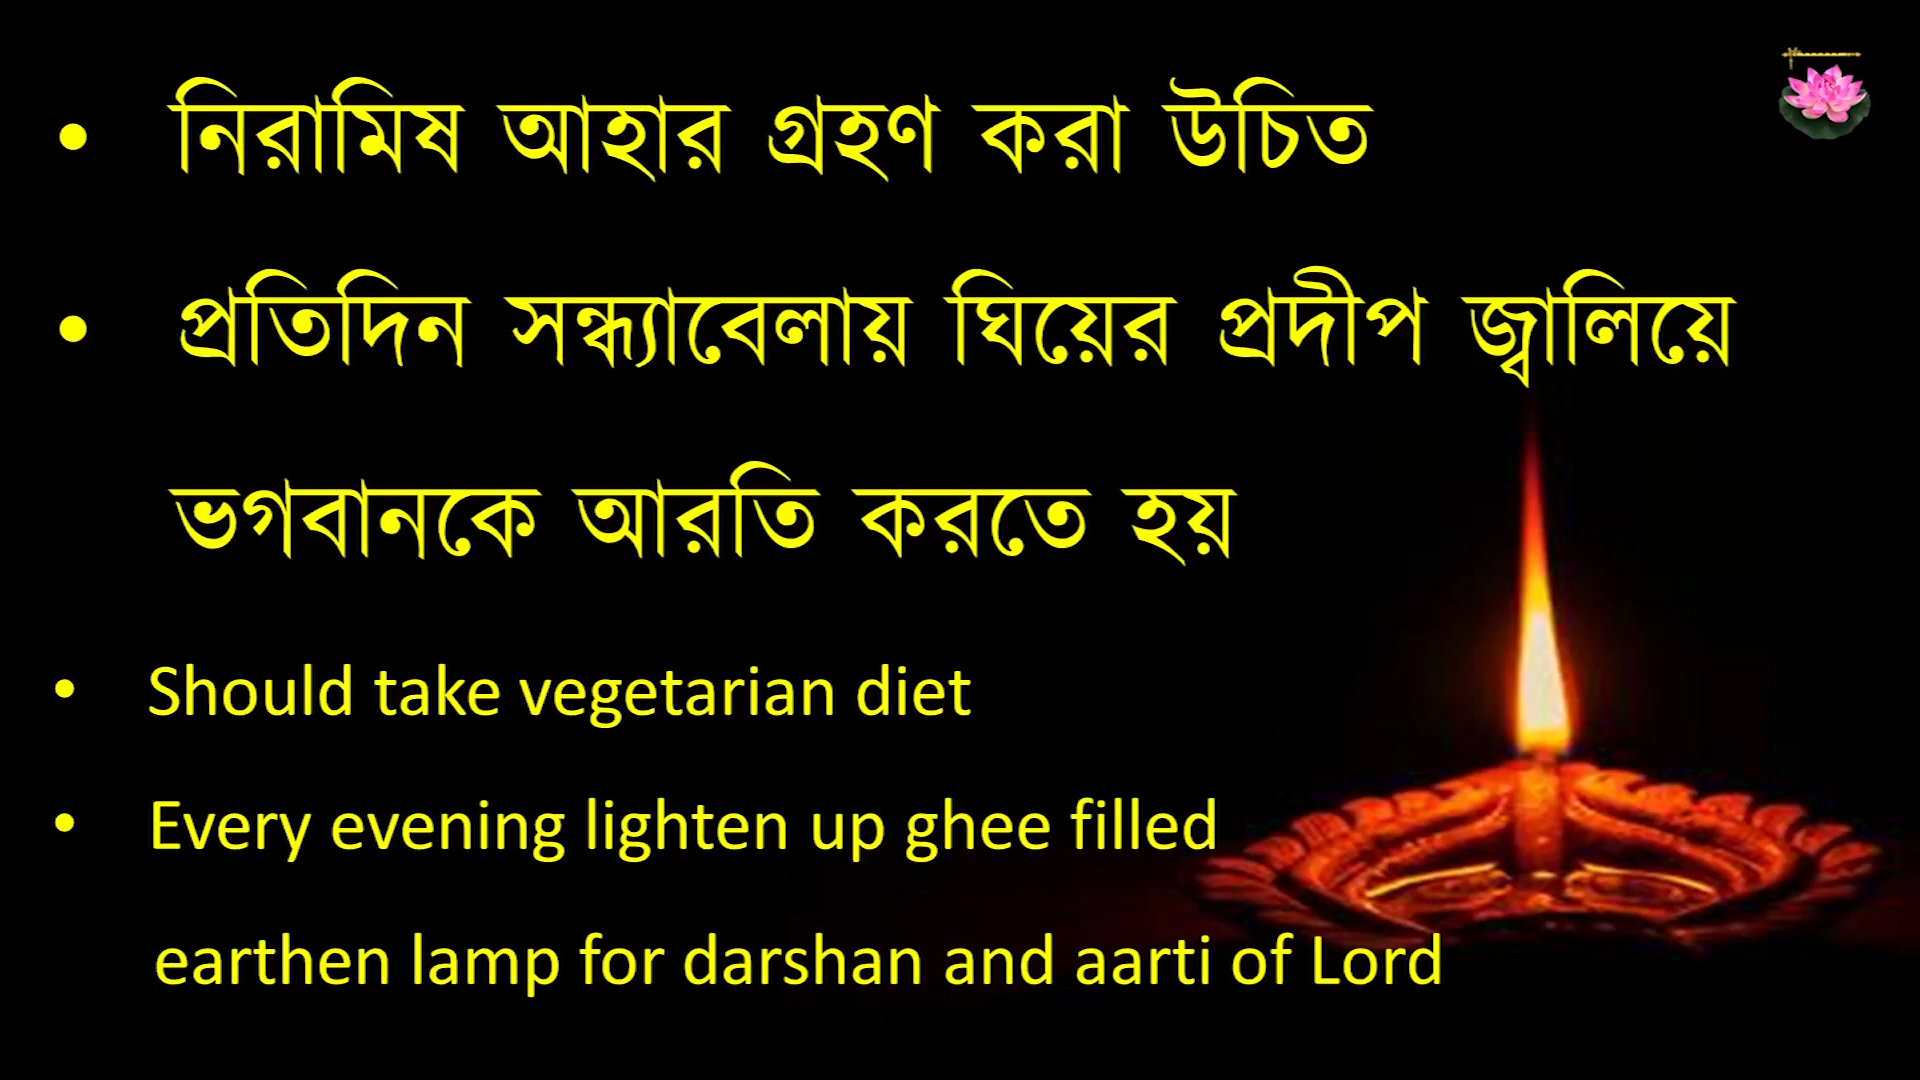 • নিরামিষ আহার গ্রহণ করা উচিত
• প্রতিদিন সন্ধ্যাবেলায় ঘিয়ের প্রদীপ জ্বালিয়ে
ভগবানকে আরতি করতে হয়
• Should take vegetarian diet
• Every evening lighten up ghee filled
earthen lamp for darshan and aarti of Lord